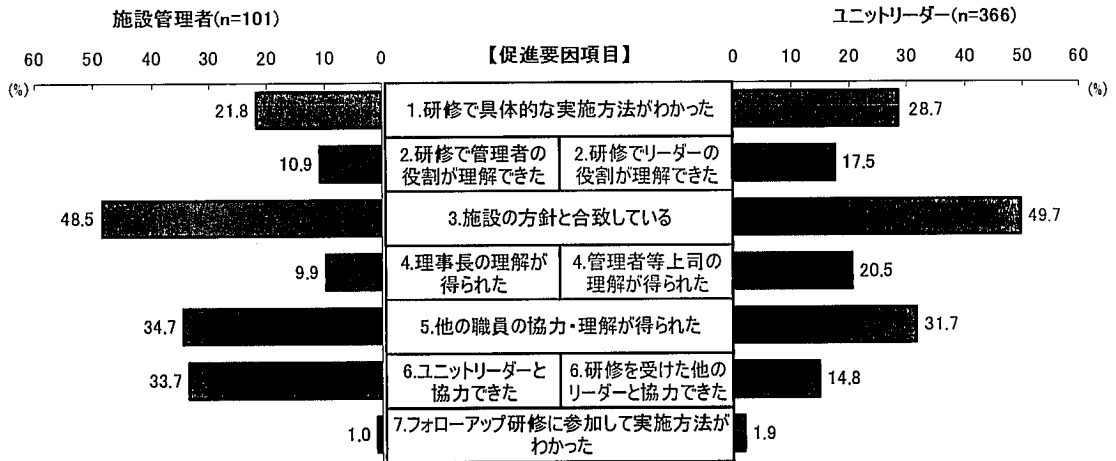 施設管理者(n=101)
ユニットリーダー(n=366)
60 50 40 30 20 10 0
【促進要因項目】
0 10 20 30 40 50 60
(%)
(%)
21.8
1.研修で具体的な実施方法がわかった
28.7
10.9
2.研修で管理者の
役割が理解できた
2.研修でリーダーの
役割が理解できた
17.5
48.5
3.施設の方針と合致している
49.7
9.9
4.理事長の理解が
得られた
4.管理者等上司の
理解が得られた
20.5
34.7
5.他の職員の協力・理解が得られた
31.7
33.7
6.ユニットリーダーと
協力できた
6.研修を受けた他の
リーダーと協力できた
14.8
1.0
7.フォローアップ研修に参加して実施方法が
わかった
1.9